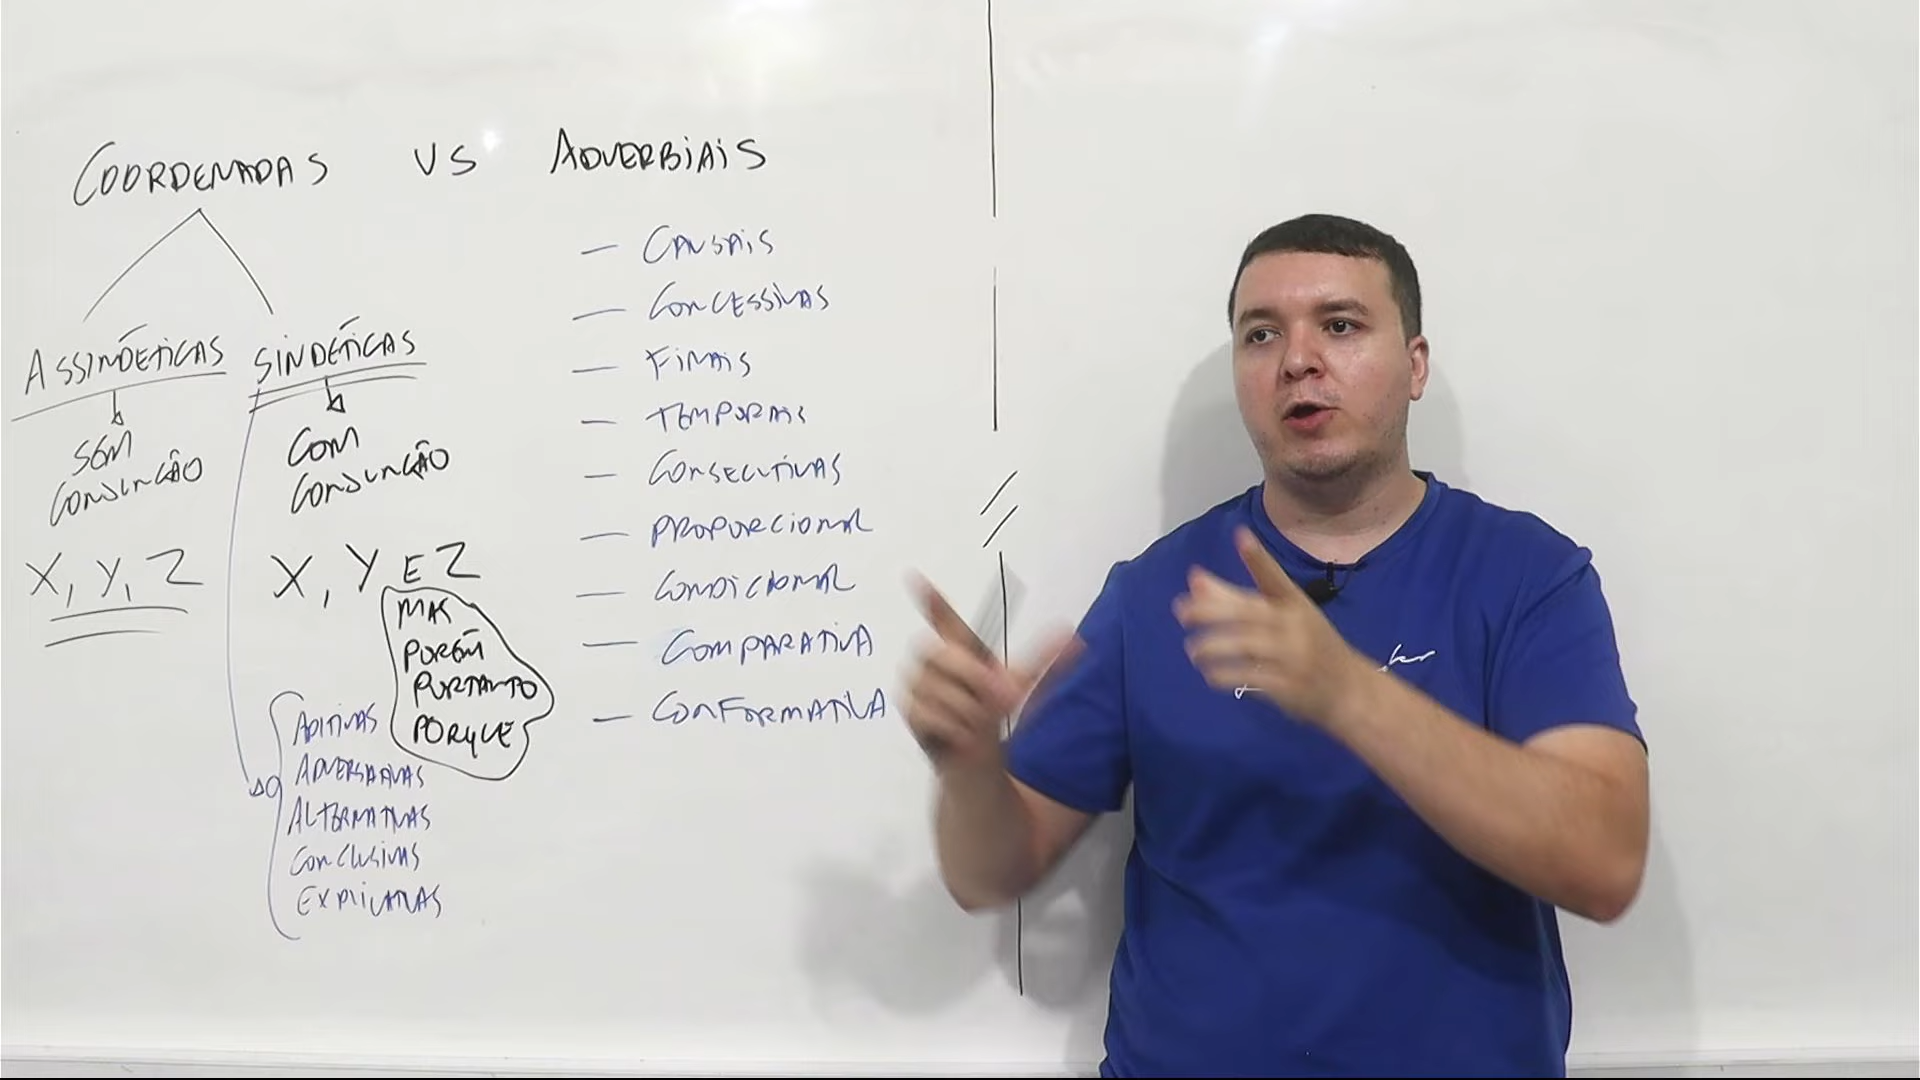 COORDENADAS VS ADVERBIAIS
ASSINDÉTICAS
SEM
CONJUNÇÃO
X, Y, Z
SINDÉTICAS
COM
CONJUNÇÃO
X, Y E Z
MAS
PORÉM
PORTANTO
PORQUE
ADITIVAS
ADVERSATIVAS
ALTERNATIVAS
CONCLUSIVAS
EXPLICATIVAS
— CAUSAIS
— CONCESSIVAS
— FINAIS
— TEMPORAIS
— CONSECUTIVAS
— PROPORCIONAL
— CONDICIONAL
— COMPARATIVA
— CONFORMATIVA